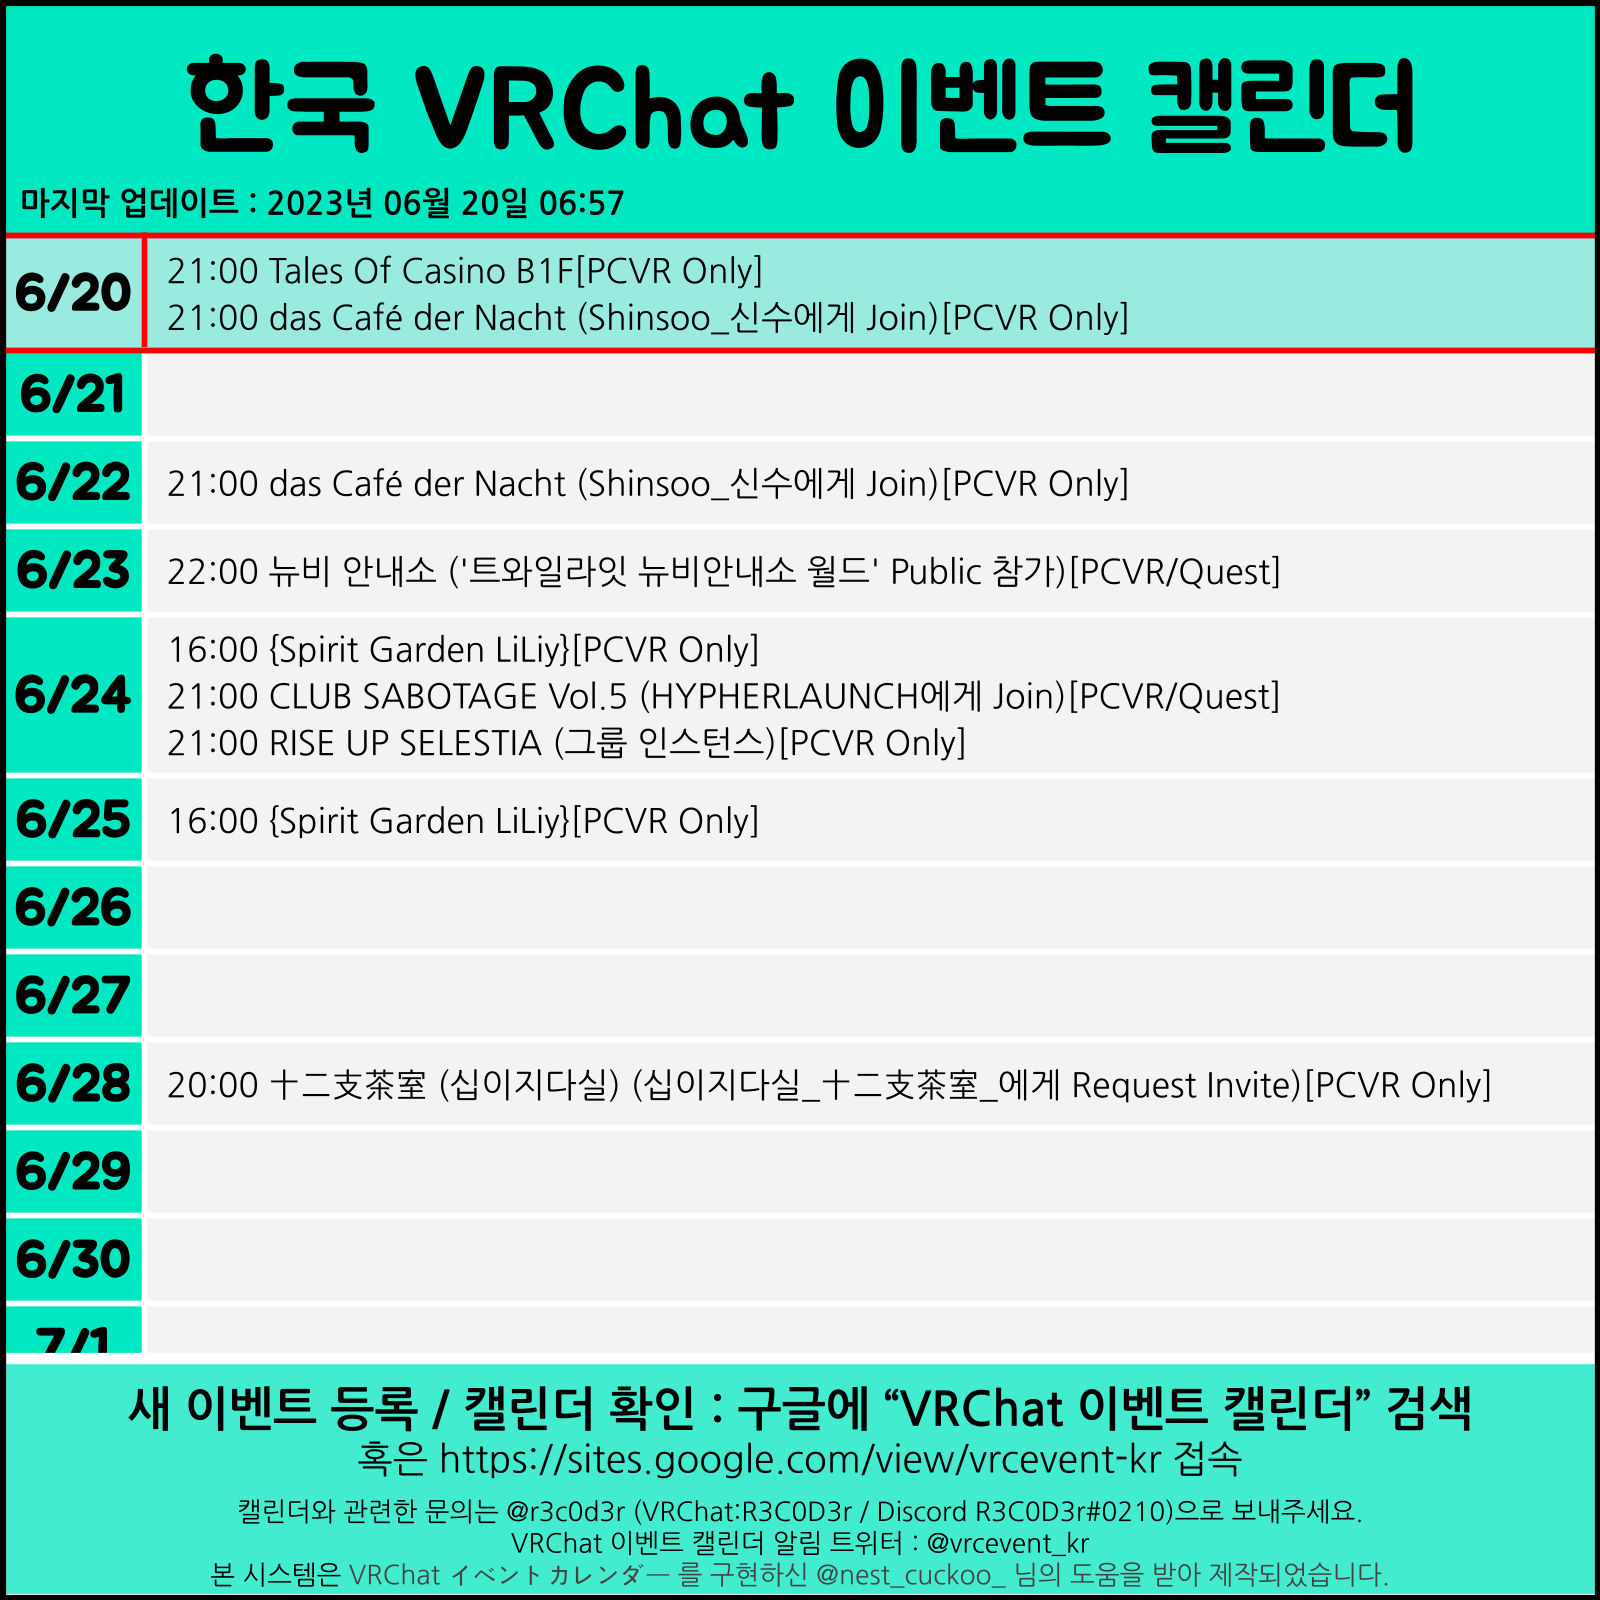 한국 VRChat 이벤트 캘린더
마지막 업데이트 : 2023년 06월 20일 06:57
6/20
21:00 Tales Of Casino B1F[PCVR Only]
21:00 das Café der Nacht (Shinsoo_신수에게 Join)[PCVR Only]
6/21
6/22
21:00 das Café der Nacht (Shinsoo_신수에게 Join)[PCVR Only]
6/23
22:00 뉴비 안내소 ('트와일라잇 뉴비안내소 월드' Public 참가)[PCVR/Quest]
6/24
16:00 {Spirit Garden LiLiy}[PCVR Only]
21:00 CLUB SABOTAGE Vol.5 (HYPHERLAUNCH에게 Join)[PCVR/Quest]
21:00 RISE UP SELESTIA (그룹 인스턴스)[PCVR Only]
6/25
16:00 {Spirit Garden LiLiy}[PCVR Only]
6/26
6/27
6/28
20:00 十二支茶室 (십이지다실) (십이지다실_十二支茶室_에게 Request Invite)[PCVR Only]
6/29
6/30
7/1
새 이벤트 등록 / 캘린더 확인 : 구글에 “VRChat 이벤트 캘린더” 검색
혹은 https://sites.google.com/view/vrcevent-kr 접속
캘린더와 관련한 문의는 @r3c0d3r (VRChat:R3C0D3r / Discord R3C0D3r#0210)으로 보내주세요.
VRChat 이벤트 캘린더 알림 트위터 : @vrcevent_kr
본 시스템은 VRChat イベントカレンダー 를 구현하신 @nest_cuckoo_ 님의 도움을 받아 제작되었습니다.